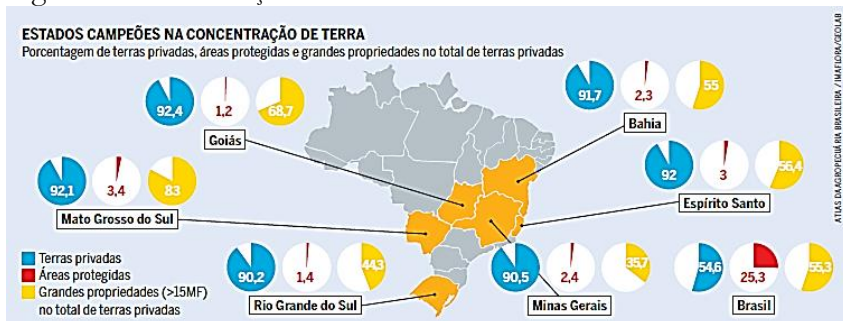 ESTADOS CAMPEÕES NA CONCENTRAÇÃO DE TERRA
Porcentagem de terras privadas, áreas protegidas e grandes propriedades no total de terras privadas
92,4 1,2 68,7
Goiás
91,7 2,3 55
Bahia
92,1 3,4 83
Mato Grosso do Sul
92 3 56,4
Espírito Santo
90,2 1,4 44,3
Rio Grande do Sul
90,5 2,4 35,7
Minas Gerais
54,6 25,3 55,3
Brasil
Terras privadas
Áreas protegidas
Grandes propriedades (>15MF)
no total de terras privadas
ATLAS DA AGROPECUÁRIA BRASILEIRA / IMAFLORA/GEOLAB